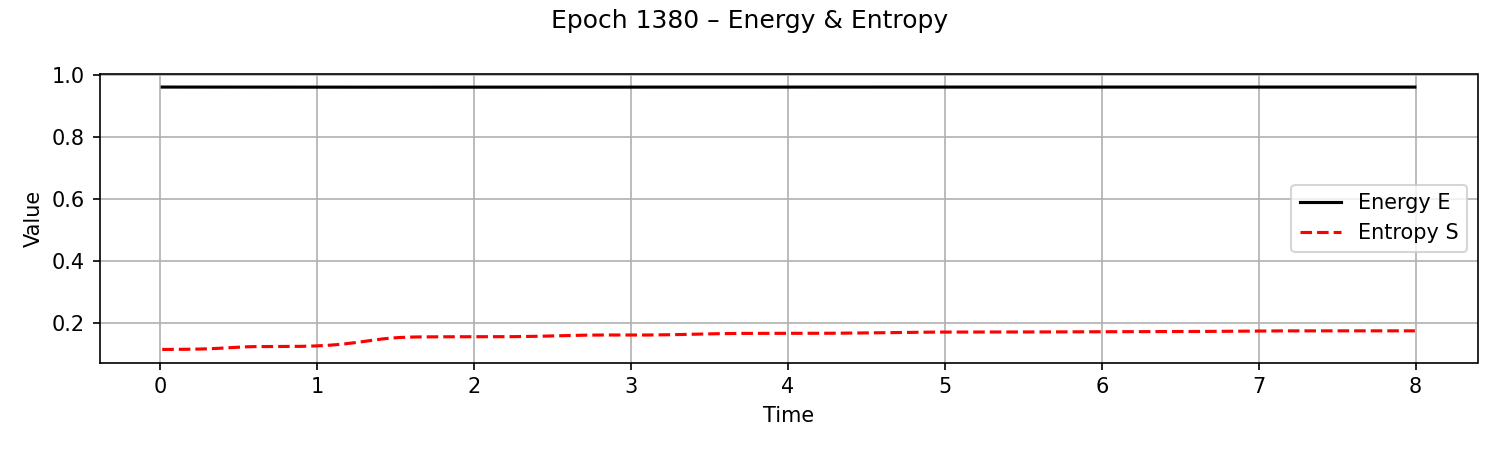 Epoch 1380 – Energy & Entropy
Value
1.0
0.8
0.6
0.4
0.2
Energy E
Entropy S
0 1 2 3 4 5 6 7 8
Time